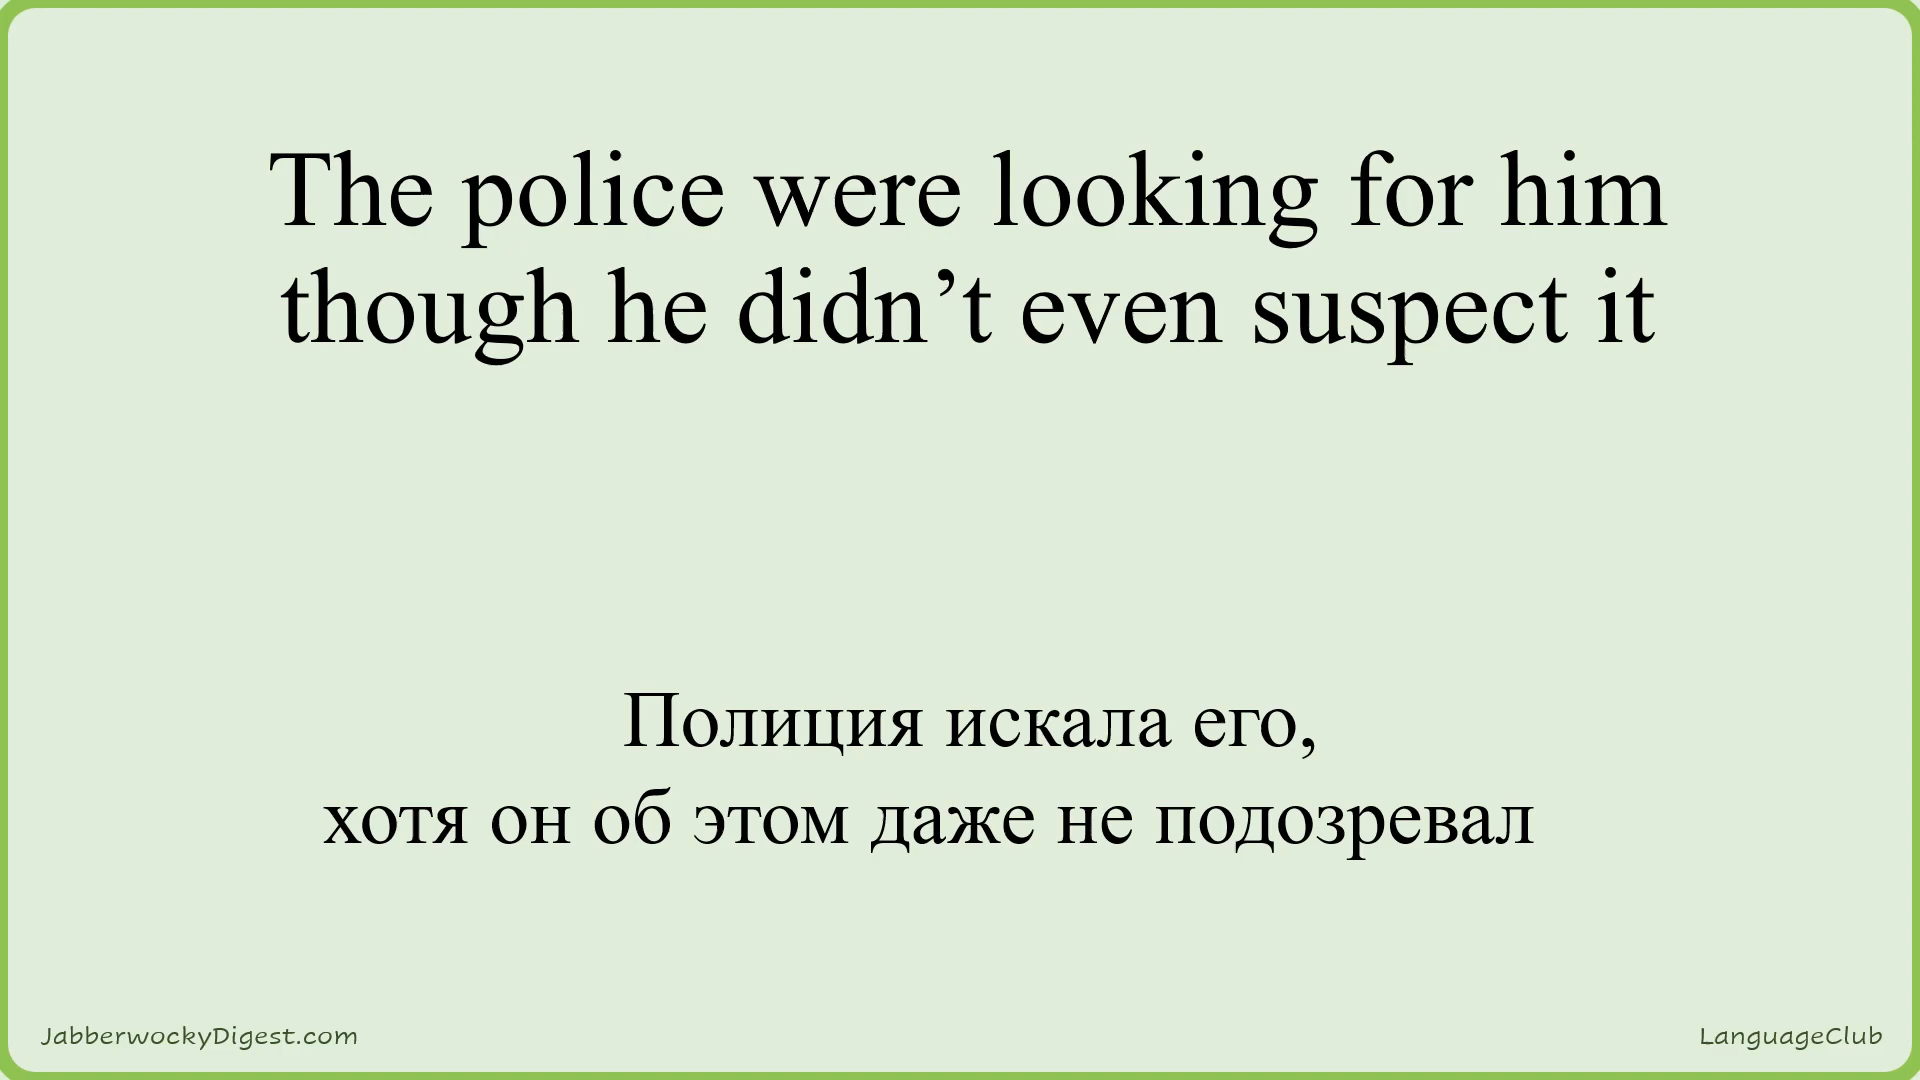 The police were looking for him
though he didn’t even suspect it
Полиция искала его,
хотя он об этом даже не подозревал
JabberwockyDigest.com
LanguageClub